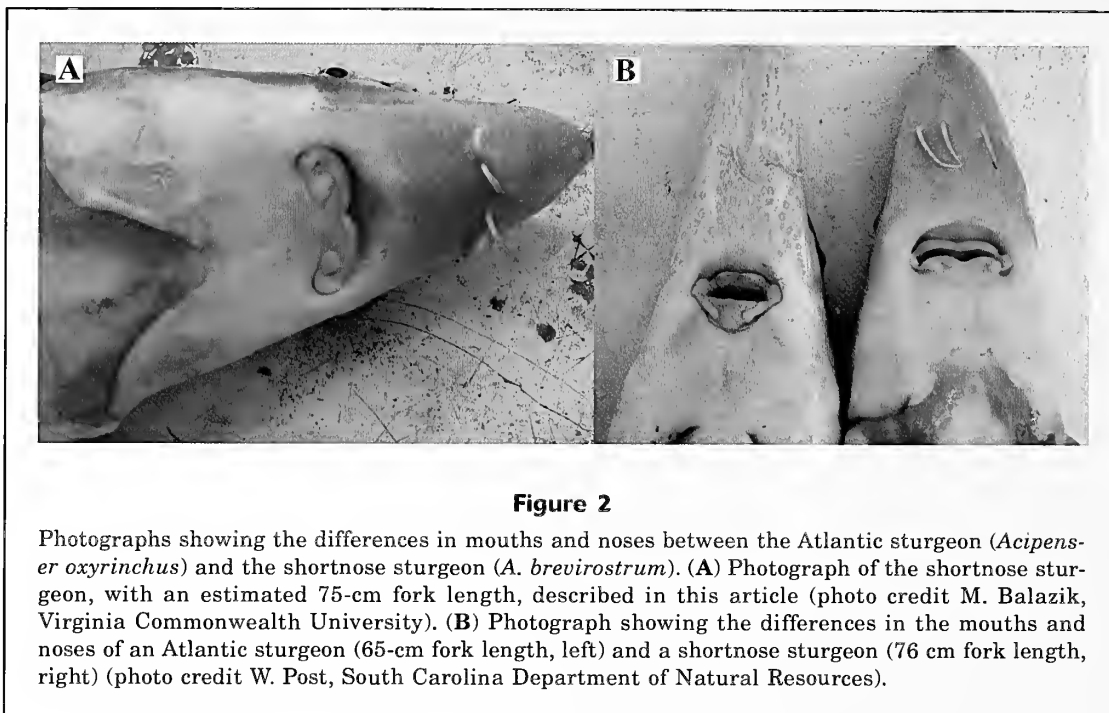 A
B
Figure 2
Photographs showing the differences in mouths and noses between the Atlantic sturgeon (Acipens-
er oxyrinchus) and the shortnose sturgeon (A. brevirostrum). (A) Photograph of the shortnose stur-
geon, with an estimated 75-cm fork length, described in this article (photo credit M. Balazik,
Virginia Commonwealth University). (B) Photograph showing the differences in the mouths and
noses of an Atlantic sturgeon (65-cm fork length, left) and a shortnose sturgeon (76 cm fork length,
right) (photo credit W. Post, South Carolina Department of Natural Resources).